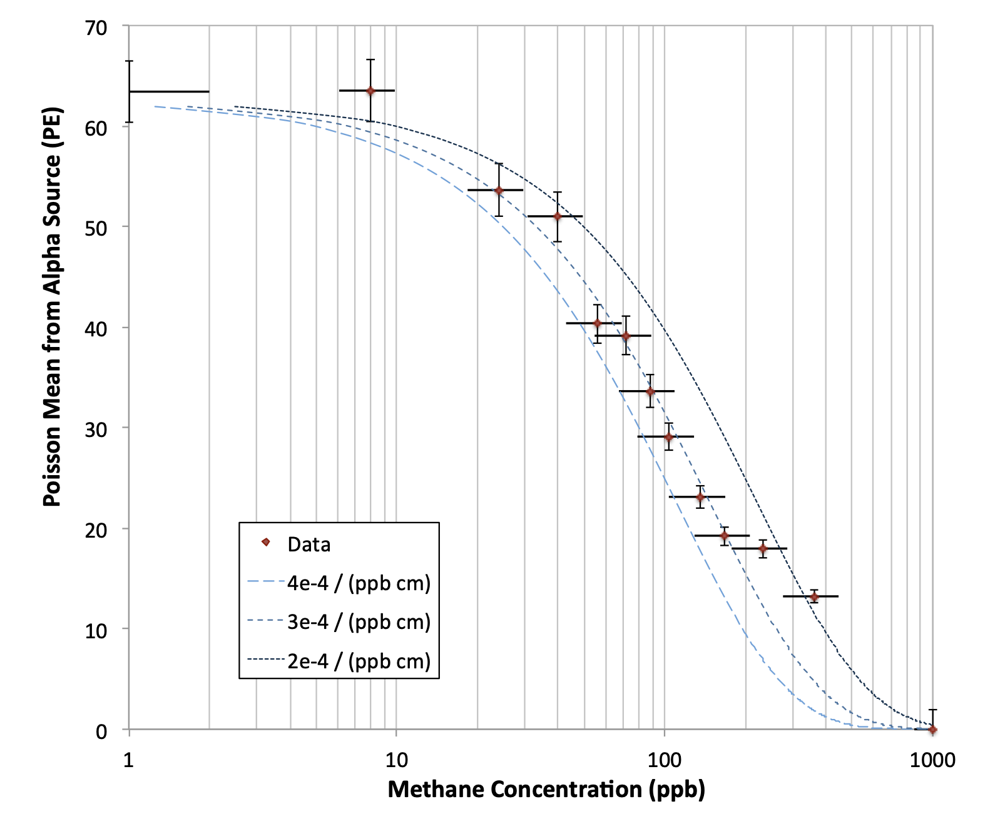 Poisson Mean from Alpha Source (PE)
70
60
50
40
30
20
10
0
Data
4e-4 / (ppb cm)
3e-4 / (ppb cm)
2e-4 / (ppb cm)
1 10 100 1000
Methane Concentration (ppb)